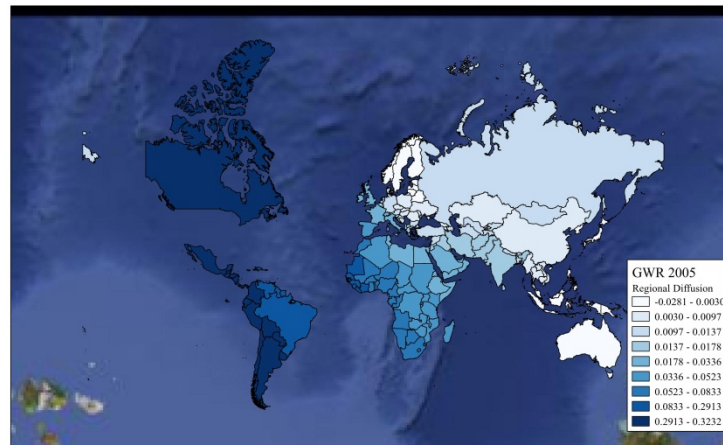 GWR 2005
Regional Diffusion
-0.0281 - 0.0030
0.0030 - 0.0097
0.0097 - 0.0137
0.0137 - 0.0178
0.0178 - 0.0336
0.0336 - 0.0523
0.0523 - 0.0833
0.0833 - 0.2913
0.2913 - 0.3232